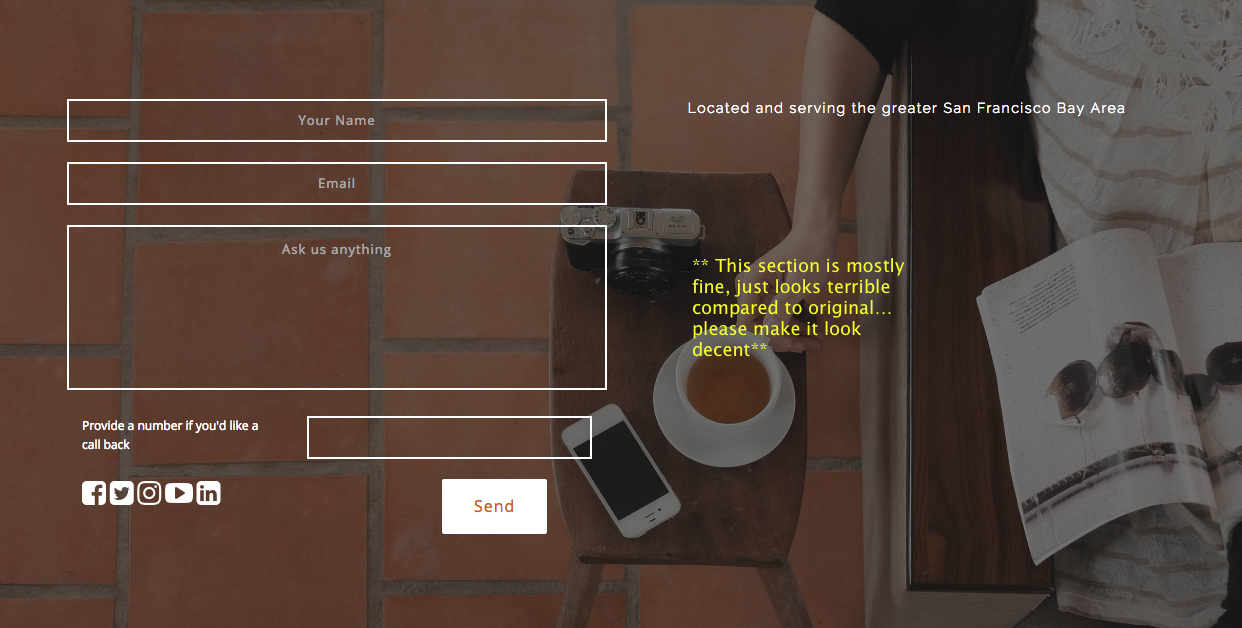 Located and serving the greater San Francisco Bay Area
Your Name
Email
Ask us anything
** This section is mostly
fine, just looks terrible
compared to original...
please make it look
decent**
Provide a number if you'd like a
call back
Send